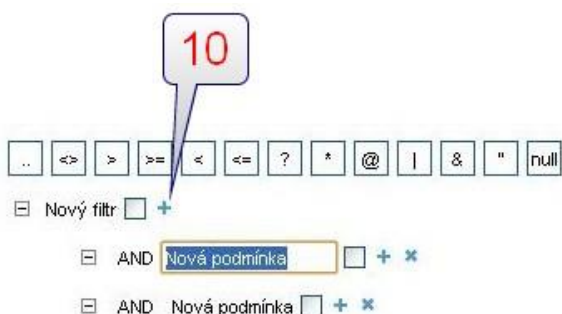 10
.. <> > >= < <= ? * @ | & " null
Nový filtr +
AND Nová podmínka + ×
AND Nová podmínka + ×